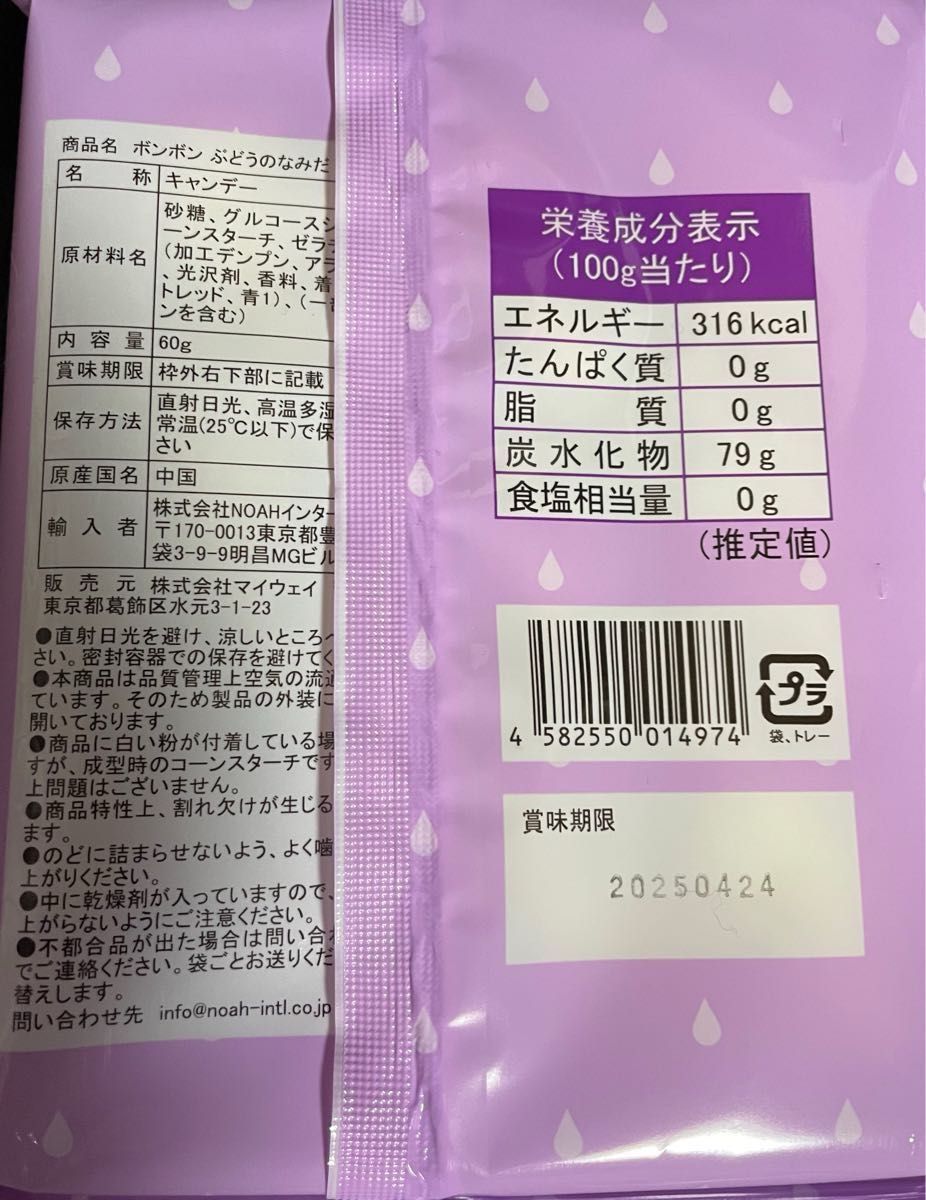 商品名 ボンボン ぶどうのなみだ
名称 キャンデー
原材料名
砂糖、グルコースシ
ーンスターチ、ゼラチ
(加工デンプン、アラ
、光沢剤、香料、着
トレッド、青1)、(一部
ンを含む)
内容量 60g
賞味期限 枠外右下部に記載
保存方法
直射日光、高温多湿
常温(25℃以下)で保
さい
原産国名 中国
輸入者
株式会社NOAHインター
〒170-0013東京都豊
袋3-9-9明昌MGビル
販売元 株式会社マイウェイ
東京都葛飾区水元3-1-23
●直射日光を避け、涼しいところへ
さい。密封容器での保存を避けてく
●本商品は品質管理上空気の流通
ています。そのため製品の外装に
開いております。
●商品に白い粉が付着している場
すが、成型時のコーンスターチです
上問題はございません。
●商品特性上、割れ欠けが生じる
ます。
●のどに詰まらせないよう、よく噛
上がりください。
●中に乾燥剤が入っていますので、
上がらないようにご注意ください。
●不都合品が出た場合は問い合わ
でご連絡ください。袋ごとお送りくだ
替えします。
問い合わせ先 info@noah-intl.co.jp
栄養成分表示
(100g当たり)
エネルギー 316kcal
たんぱく質 0g
脂質 0g
炭水化物 79g
食塩相当量 0g
(推定値)
4 582550 014974
プラ
袋、トレー
賞味期限
20250424